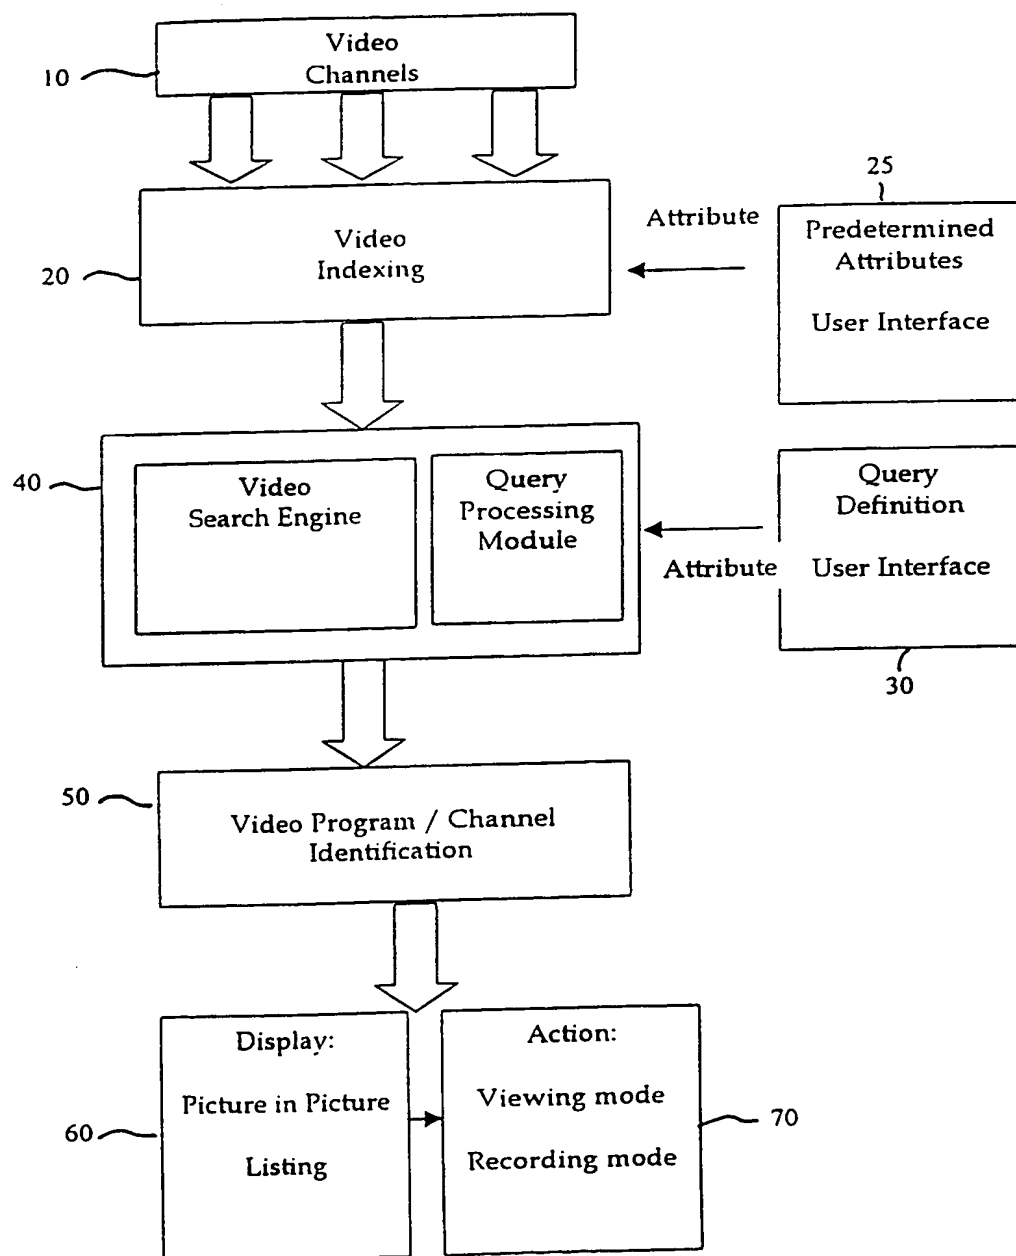 Video
Channels
10
25
Attribute
Predetermined
Attributes
User Interface
Video
Indexing
20
40
Video
Search Engine
Query
Processing
Module
Query
Definition
User Interface
Attribute
30
50
Video Program / Channel
Identification
Display:
Picture in Picture
Listing
60
Action:
Viewing mode
Recording mode
70